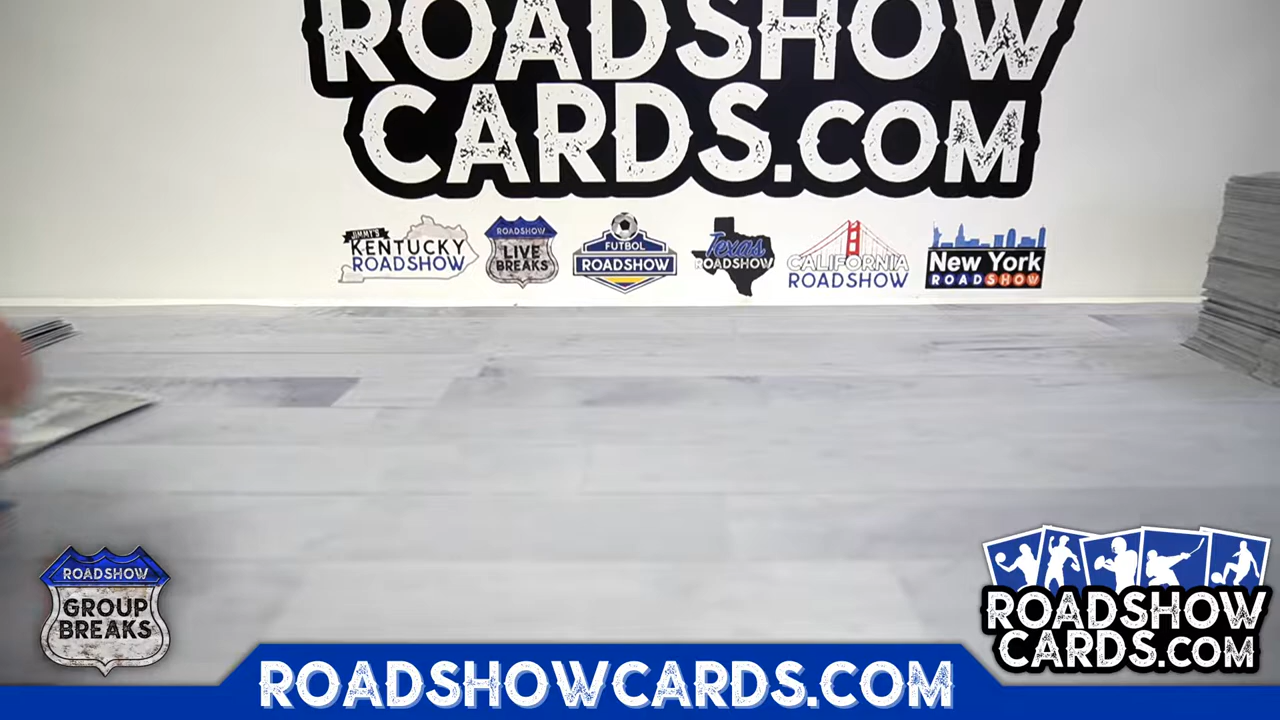 ROADSHOW
CARDS.COM
JIMMY'S
KENTUCKY
ROADSHOW
ROADSHOW
LIVE
BREAKS
FUTBOL
ROADSHOW
Texas
ROADSHOW
CALIFORNIA
ROADSHOW
New York
ROADSHOW
ROADSHOW
GROUP
BREAKS
ROADSHOW
CARDS.COM
ROADSHOWCARDS.COM